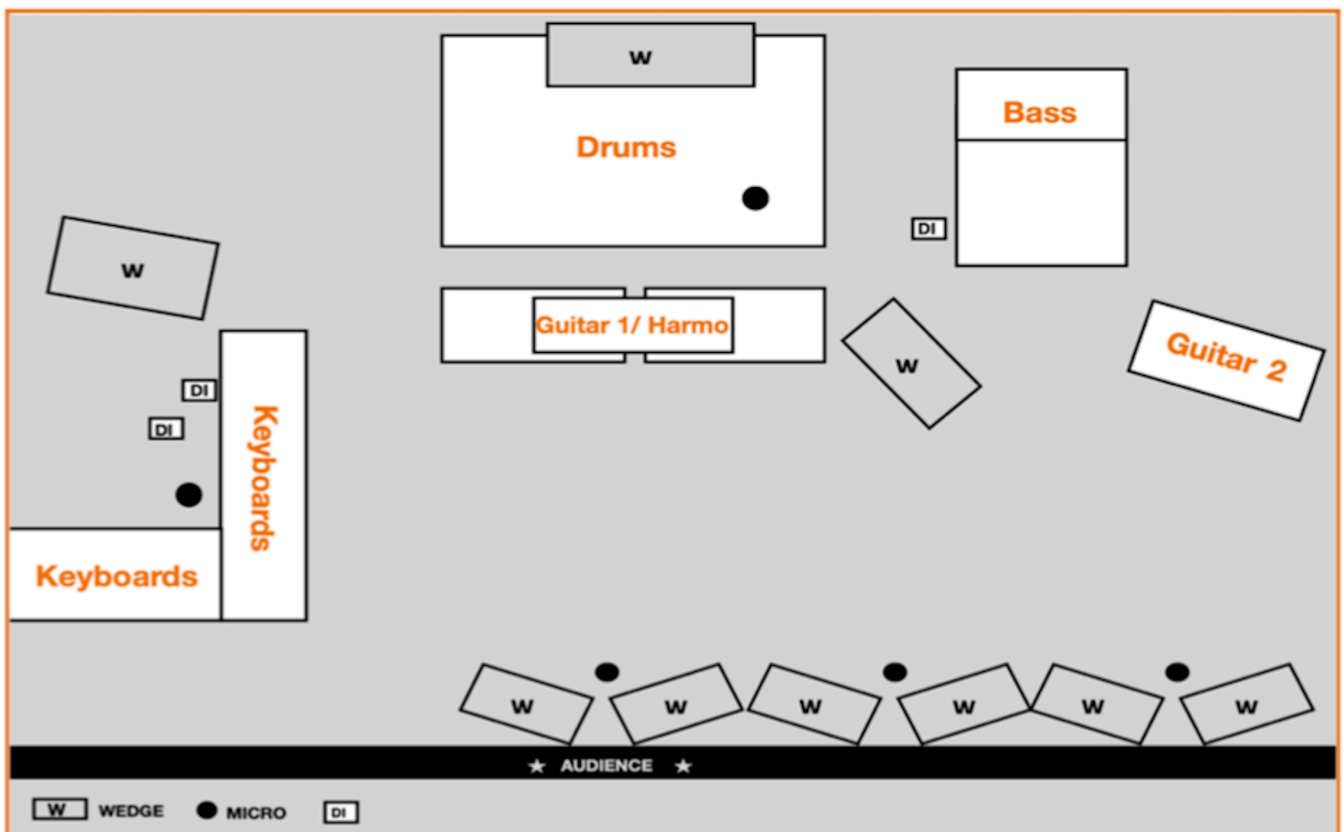 W
Drums
Bass
DI
W
Guitar 1/ Harmo
W
Guitar 2
DI
DI
Keyboards
Keyboards
W
W
W
W
W
W
★ AUDIENCE ★
W WEDGE MICRO DI